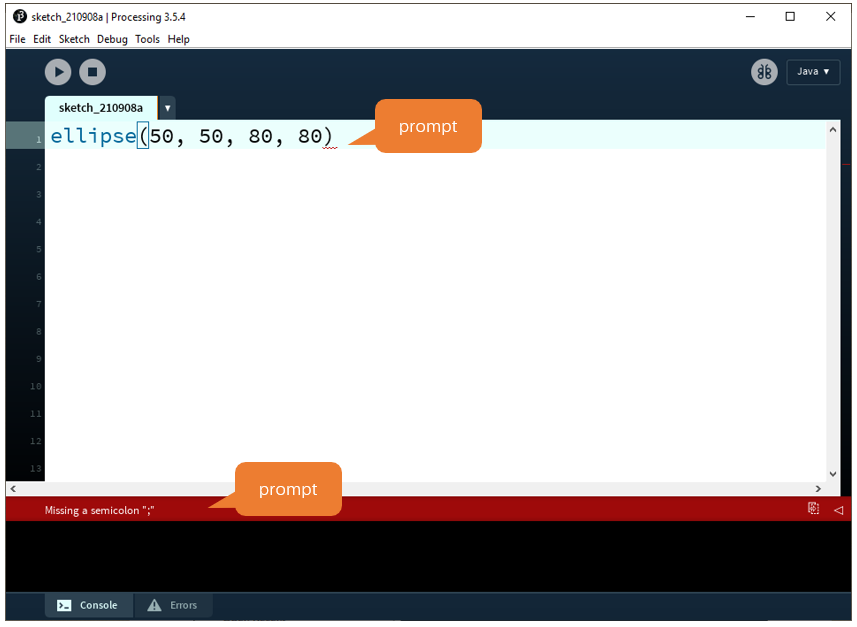 sketch_210908a | Processing 3.5.4
File Edit Sketch Debug Tools Help
Java ▾
sketch_210908a ▾
prompt
1 ellipse(50, 50, 80, 80)
2
3
4
5
6
7
8
9
10
11
12
13
prompt
Missing a semicolon ";"
Console Errors